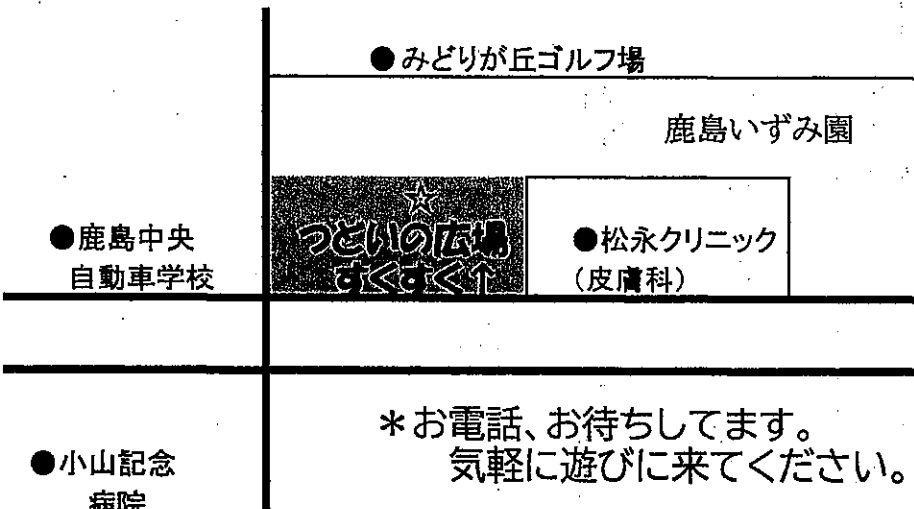 ●みどりが丘ゴルフ場
鹿島いずみ園
☆
つどいの広場
すくすく↑
●鹿島中央
自動車学校
●松永クリニック
(皮膚科)
*お電話、お待ちしてます。
気軽に遊びに来てください。
●小山記念
病院